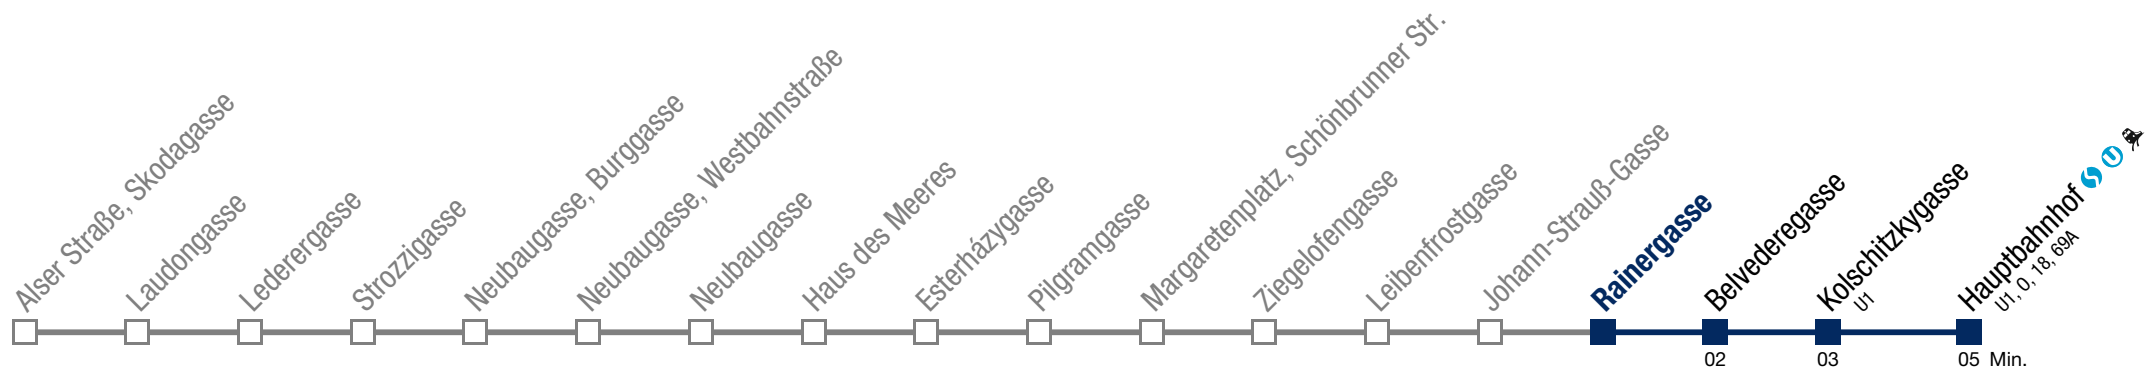 Alser Straße, Skodagasse
Laudongasse
Lederergasse
Strozzigasse
Neubaugasse, Burggasse
Neubaugasse, Westbahnstraße
Neubaugasse
Haus des Meeres
Esterházygasse
Pilgramgasse
Margaretenplatz, Schönbrunner Str.
Ziegelofengasse
Leibenfrostgasse
Johann-Strauß-Gasse
Rainergasse
Belvederegasse
Kolschitzkygasse
U1
Hauptbahnhof S U
U1, O, 18, 69A
02
03
05 Min.